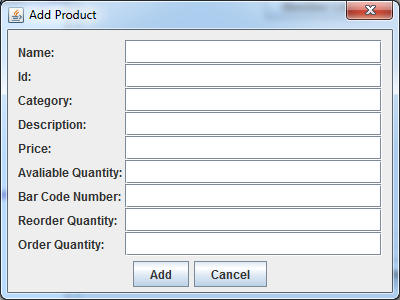 Add Product
Name:
Id:
Category:
Description:
Price:
Avaliable Quantity:
Bar Code Number:
Reorder Quantity:
Order Quantity:
Add Cancel